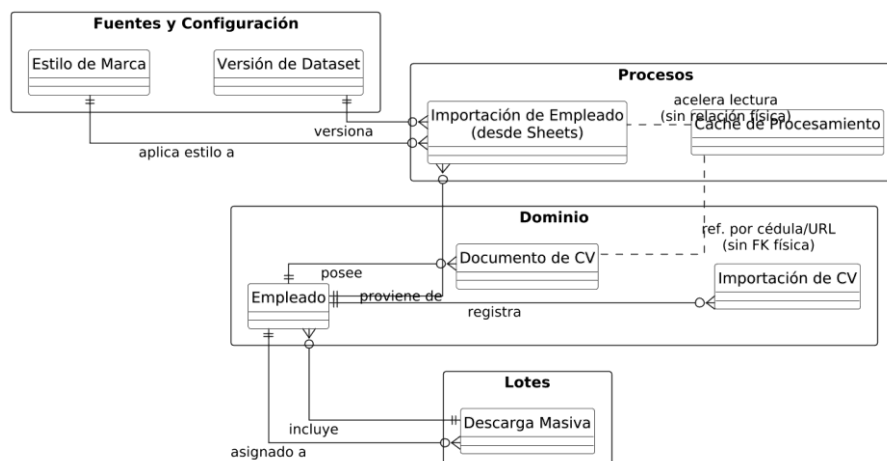 Fuentes y Configuración
Estilo de Marca
Versión de Dataset
Procesos
Importación de Empleado
(desde Sheets)
acelera lectura
(sin relación física)
Caché de Procesamiento
versiona
aplica estilo a
Dominio
ref. por cédula/URL
(sin FK física)
Documento de CV
posee
Importación de CV
Empleado
proviene de
registra
Lotes
Descarga Masiva
incluye
asignado a